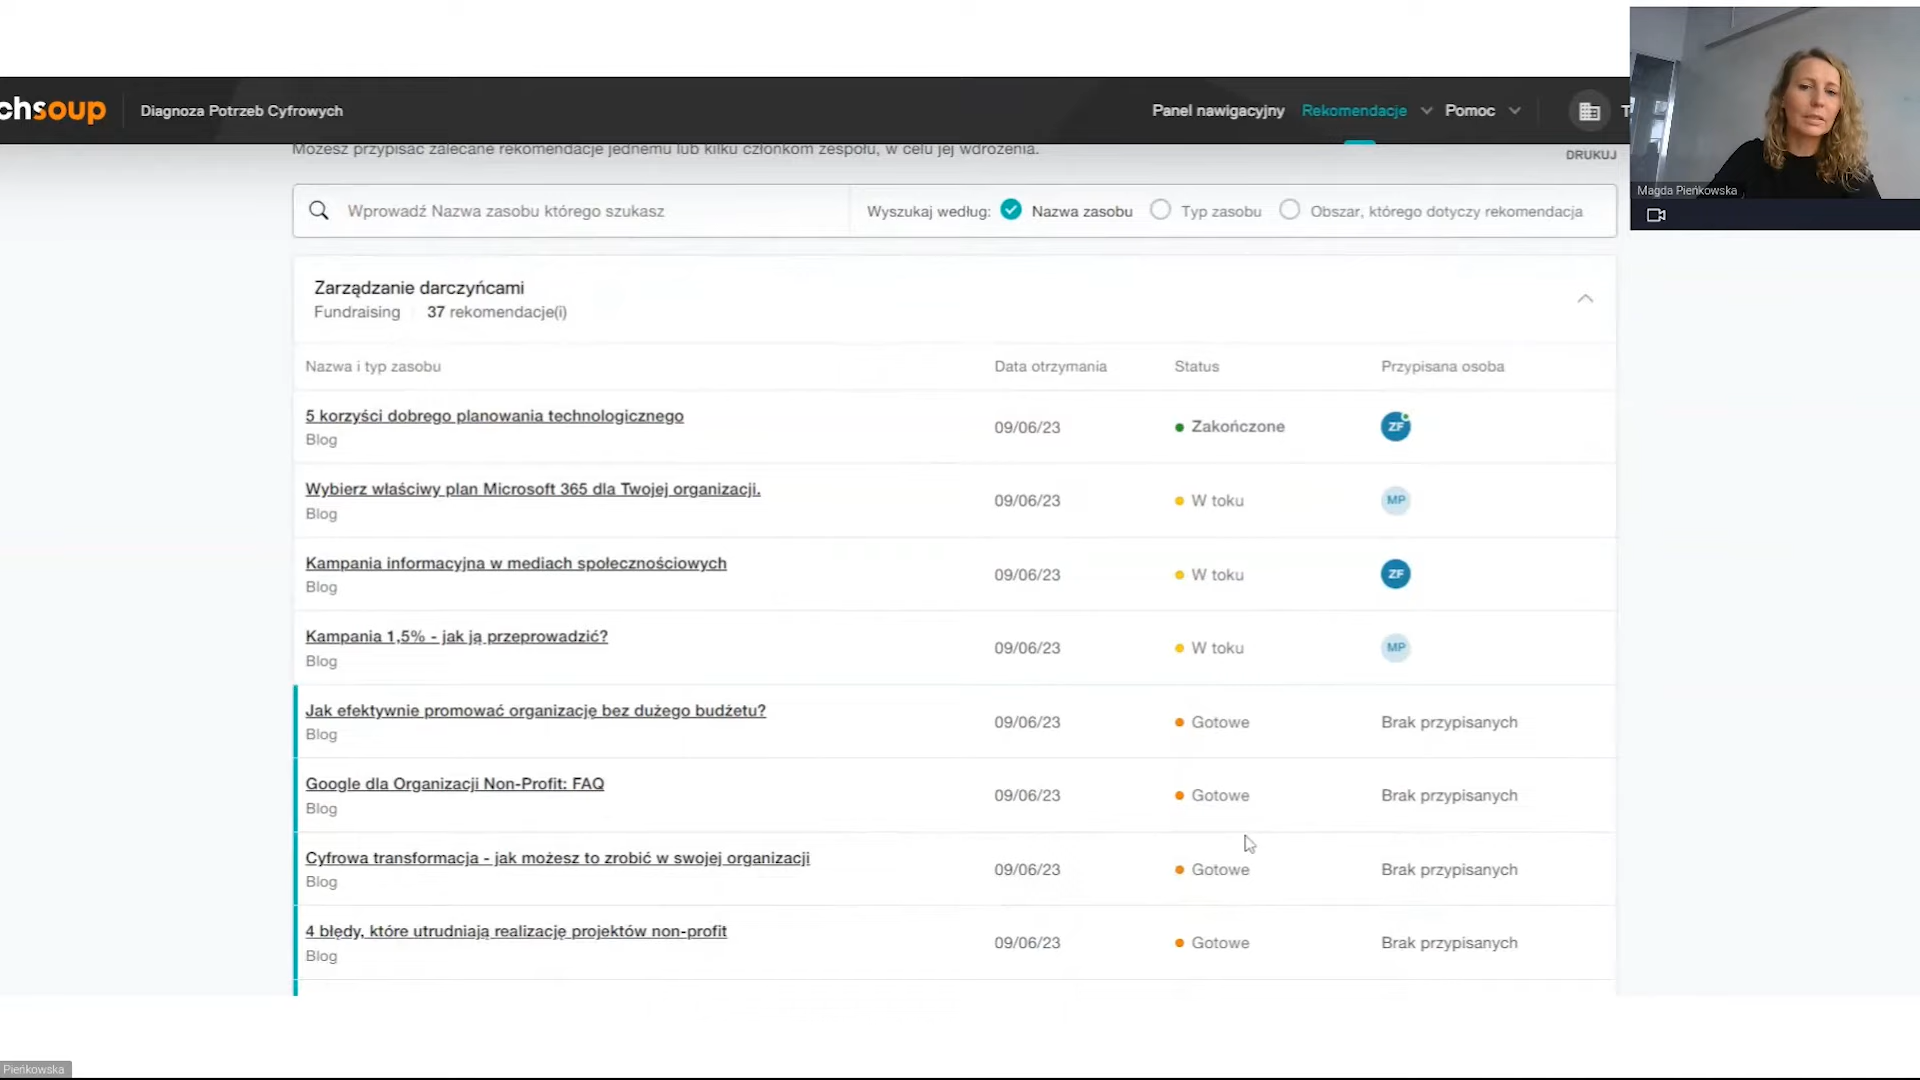 chsoup
Diagnoza Potrzeb Cyfrowych
Panel nawigacyjny
Rekomendacje
Pomoc
Magda Pieńkowska
Możesz przypisać zalecane rekomendacje jednemu lub kilku członkom zespołu, w celu jej wdrożenia.
DRUKUJ
Wprowadź Nazwa zasobu którego szukasz
Wyszukaj według: Nazwa zasobu Typ zasobu Obszar, którego dotyczy rekomendacja
Zarządzanie darczyńcami
Fundraising 37 rekomendacje(i)
Nazwa i typ zasobu Data otrzymania Status Przypisana osoba
5 korzyści dobrego planowania technologicznego
Blog
09/06/23 Zakończone ZF
Wybierz właściwy plan Microsoft 365 dla Twojej organizacji.
Blog
09/06/23 W toku MP
Kampania informacyjna w mediach społecznościowych
Blog
09/06/23 W toku ZF
Kampania 1,5% - jak ją przeprowadzić?
Blog
09/06/23 W toku MP
Jak efektywnie promować organizację bez dużego budżetu?
Blog
09/06/23 Gotowe Brak przypisanych
Google dla Organizacji Non-Profit: FAQ
Blog
09/06/23 Gotowe Brak przypisanych
Cyfrowa transformacja - jak możesz to zrobić w swojej organizacji
Blog
09/06/23 Gotowe Brak przypisanych
4 błędy, które utrudniają realizację projektów non-profit
Blog
09/06/23 Gotowe Brak przypisanych
Pieńkowska